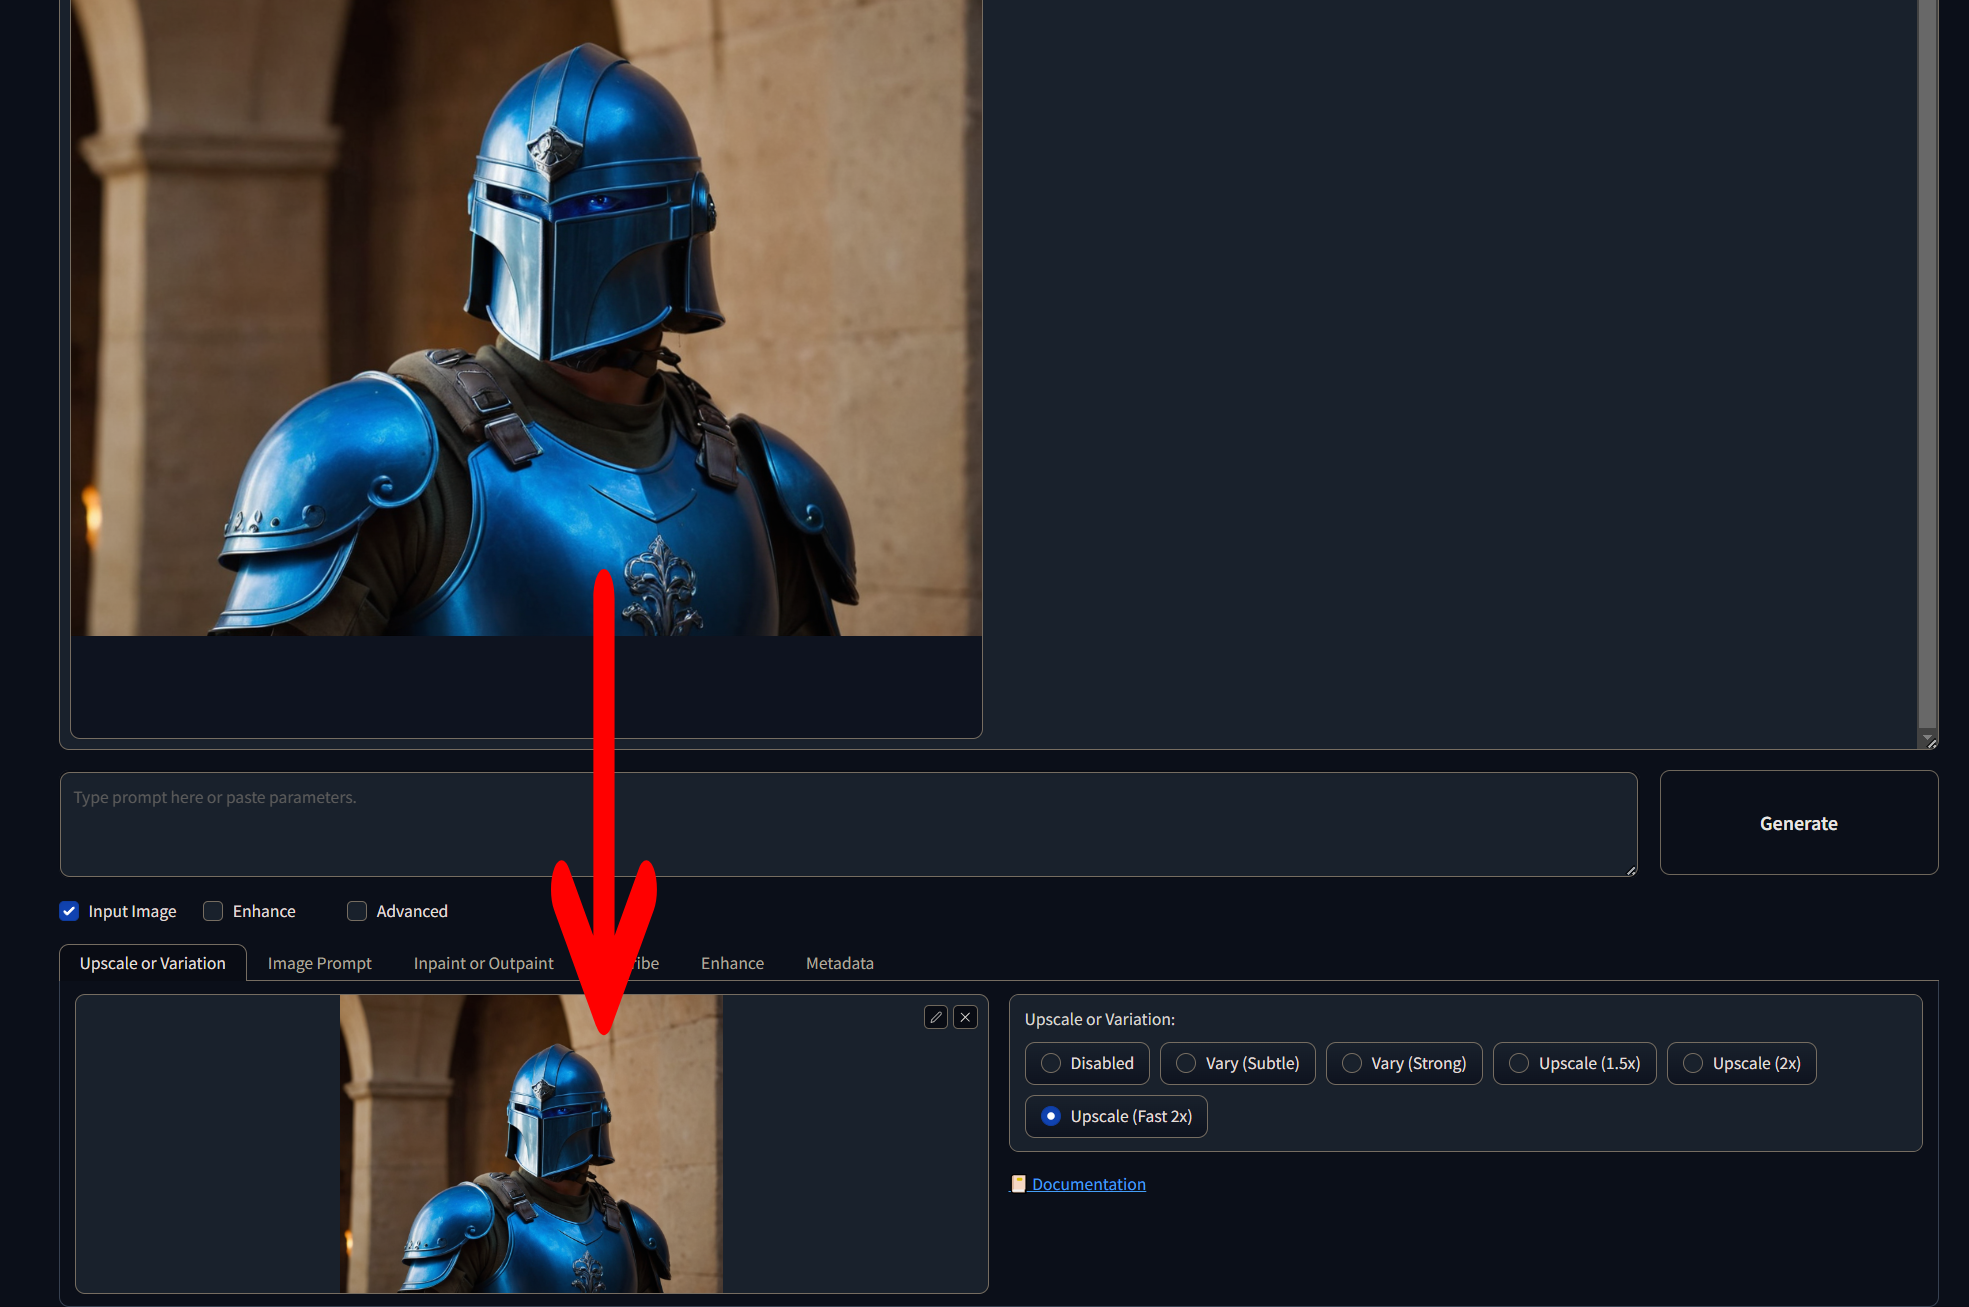 Type prompt here or paste parameters.
Generate
Input Image Enhance Advanced
Upscale or Variation Image Prompt Inpaint or Outpaint Enhance Metadata
Upscale or Variation:
Disabled Vary (Subtle) Vary (Strong) Upscale (1.5x) Upscale (2x)
Upscale (Fast 2x)
Documentation